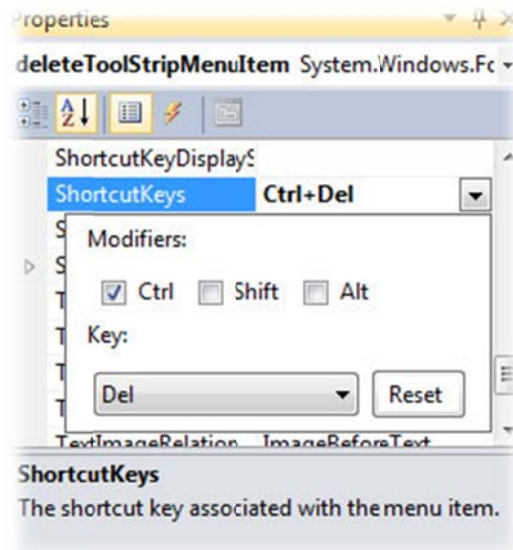 Properties
deleteToolStripMenuItem System.Windows.Fc
ShortcutKeyDisplayS
ShortcutKeys Ctrl+Del
S
Modifiers:
S
Ctrl Shift Alt
T
T
Key:
T
T
Del Reset
TextImageRelation ImageBeforeText
ShortcutKeys
The shortcut key associated with the menu item.